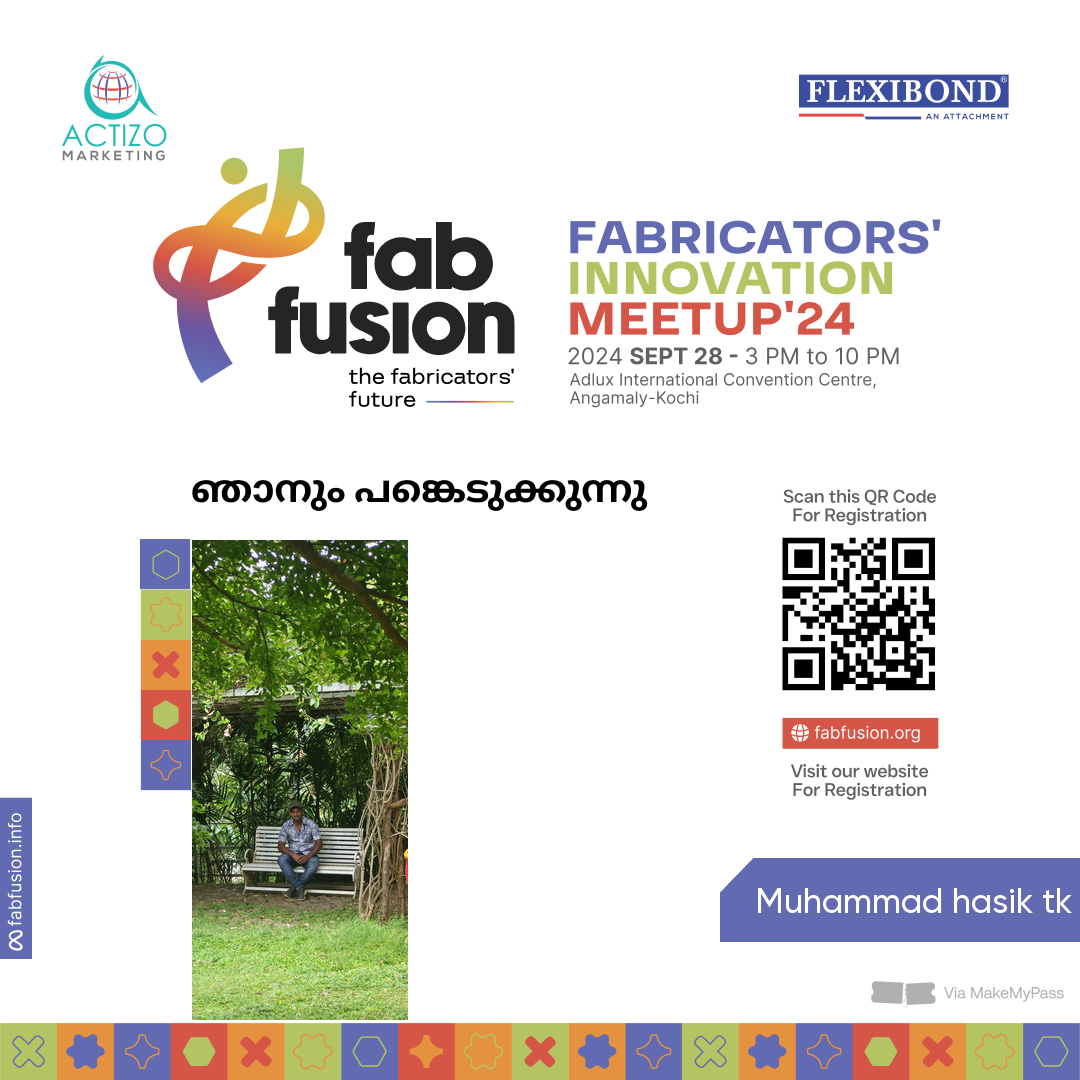 ACTIZO
MARKETING
FLEXIBOND®
AN ATTACHMENT
fab
fusion
the fabricators'
future
FABRICATORS'
INNOVATION
MEETUP'24
2024 SEPT 28 - 3 PM to 10 PM
Adlux International Convention Centre,
Angamaly-Kochi
ഞാനും പങ്കെടുക്കുന്നു
Scan this QR Code
For Registration
fabfusion.org
Visit our website
For Registration
fabfusion.info
Muhammad hasik tk
Via MakeMyPass